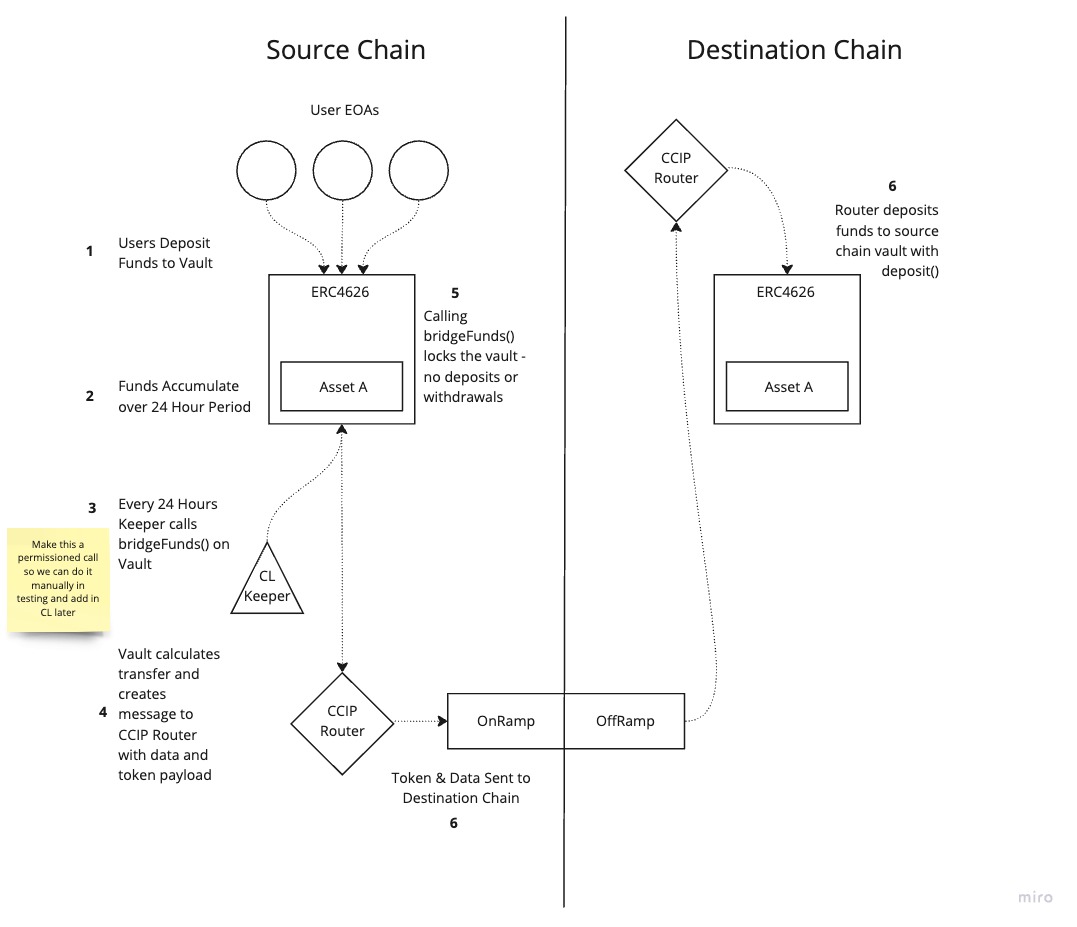 Source Chain
Destination Chain
User EOAs
CCIP
Router
6
Router deposits
funds to source
chain vault with
deposit()
1
Users Deposit
Funds to Vault
ERC4626
5
Calling
bridgeFunds()
locks the vault -
no deposits or
withdrawals
ERC4626
2
Funds Accumulate
over 24 Hour Period
Asset A
Asset A
3
Every 24 Hours
Keeper calls
bridgeFunds() on
Vault
Make this a
permissioned call
so we can do it
manually in
testing and add in
CL later
CL
Keeper
4
Vault calculates
transfer and
creates
message to
CCIP Router
with data and
token payload
CCIP
Router
OnRamp
OffRamp
Token & Data Sent to
Destination Chain
6
miro